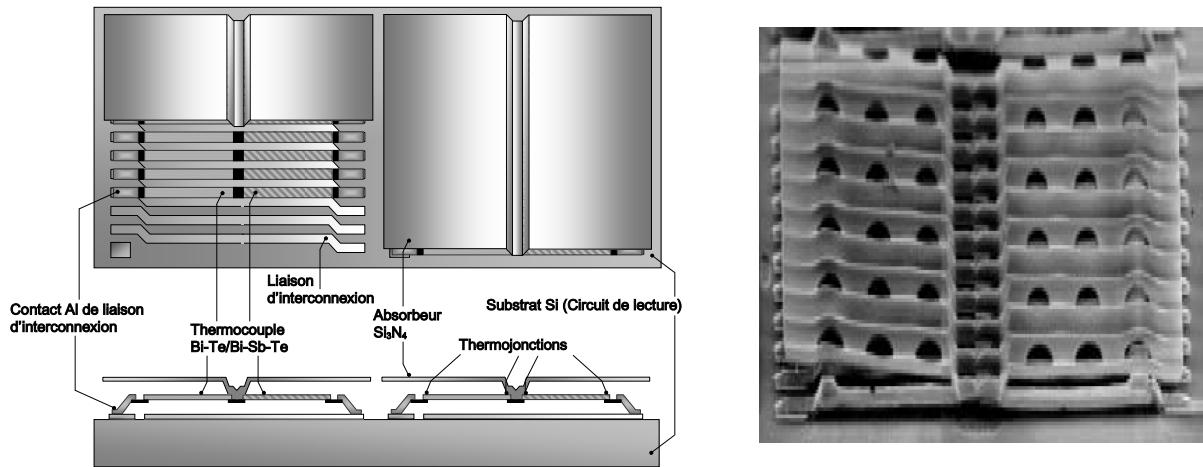 Contact Al de liaison
d'interconnexion
Thermocouple
Bi-Te/Bi-Sb-Te
Liaison
d'interconnexion
Absorbeur
Si₃N₄
Substrat Si (Circuit de lecture)
Thermojonctions